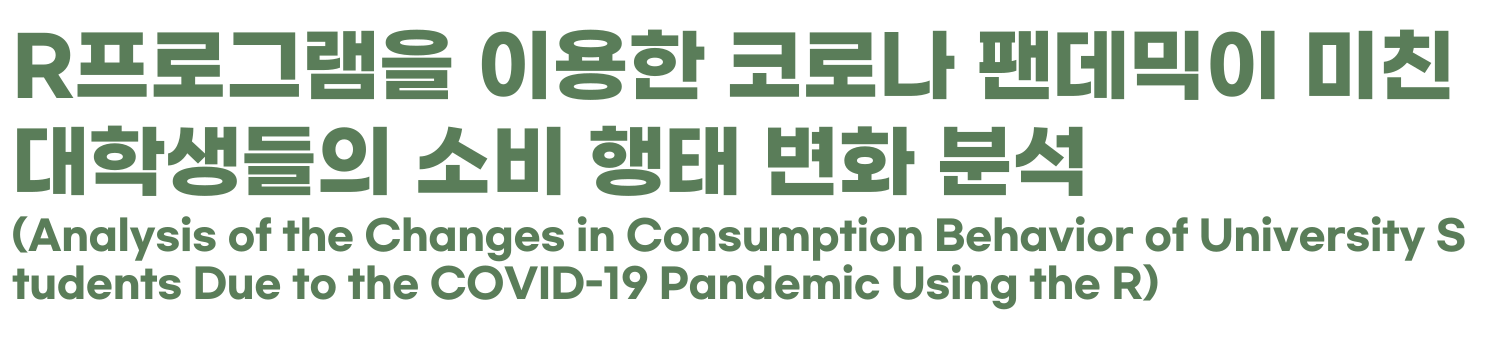 R프로그램을 이용한 코로나 팬데믹이 미친
대학생들의 소비 행태 변화 분석
(Analysis of the Changes in Consumption Behavior of University S
tudents Due to the COVID-19 Pandemic Using the R)